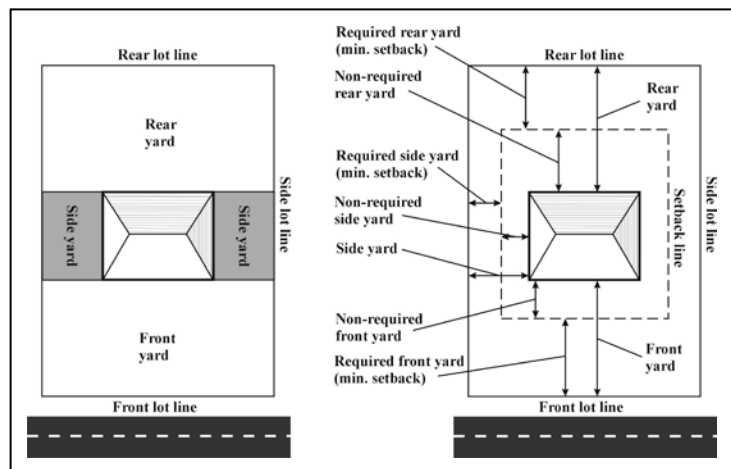 Rear lot line
Rear
yard
Side yard
Side yard
Side lot line
Front
yard
Front lot line
Required rear yard
(min. setback)
Rear lot line
Non-required
rear yard
Rear
yard
Required side yard
(min. setback)
Non-required
side yard
Side yard
Setback line
Side lot line
Non-required
front yard
Required front yard
(min. setback)
Front
yard
Front lot line